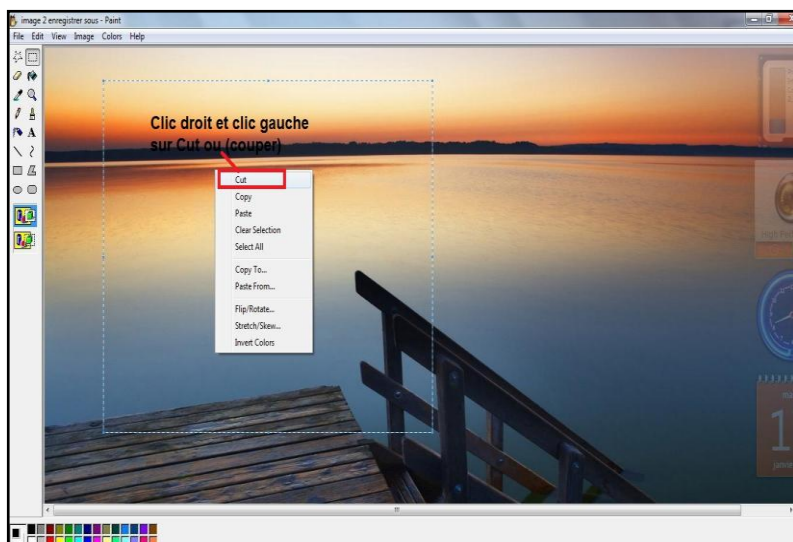 image 2 enregistrer sous - Paint
File Edit View Image Colors Help
Clic droit et clic gauche
sur Cut ou (couper)
Cut
Copy
Paste
Clear Selection
Select All
Copy To...
Paste From...
Flip/Rotate...
Stretch/Skew...
Invert Colors
A
1